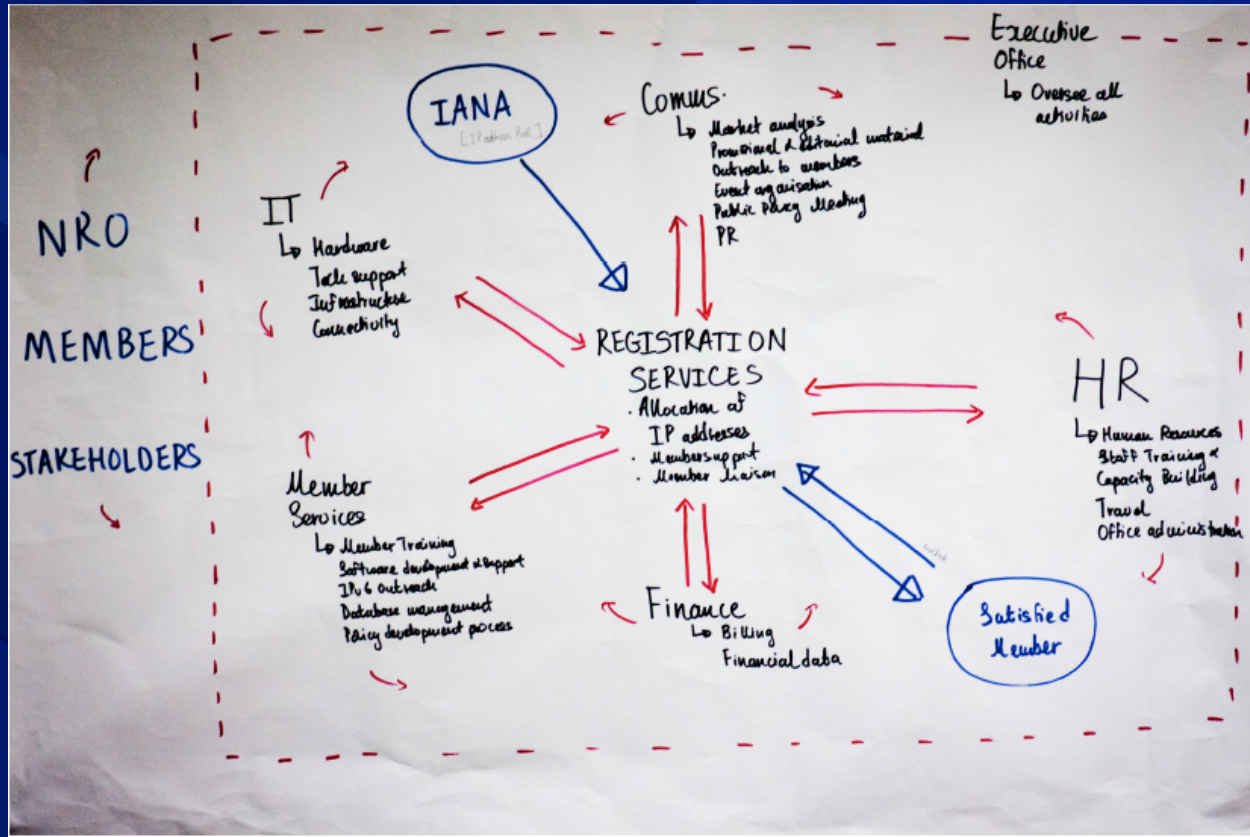 Executive
Office
↳ Oversee all
activities
IANA
Comms.
↳ Market analysis
Promotional & Editorial material
Outreach to members
Event organisation
Public Policy Meeting
PR
NRO
MEMBERS
STAKEHOLDERS
IT
↳ Hardware
Tech support
Infrastructure
Connectivity
REGISTRATION
SERVICES
· Allocation of
IP addresses
· Member support
· Member liaison
HR
↳ Human Resources
Staff Training &
Capacity Building
Travel
Office administration
Member
Services
↳ Member Training
Software development & Support
IPv6 Outreach
Database management
Policy development process
Finance
↳ Billing
Financial data
Satisfied
Member